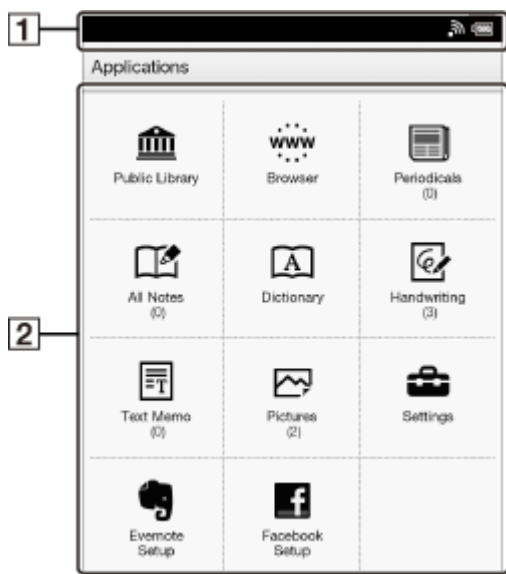 1
Applications
www
Public Library
Browser
Periodicals
(0)
A
All Notes
(0)
Dictionary
Handwriting
(3)
2
T
Text Memo
(0)
Pictures
(2)
Settings
f
Evernote
Setup
Facebook
Setup